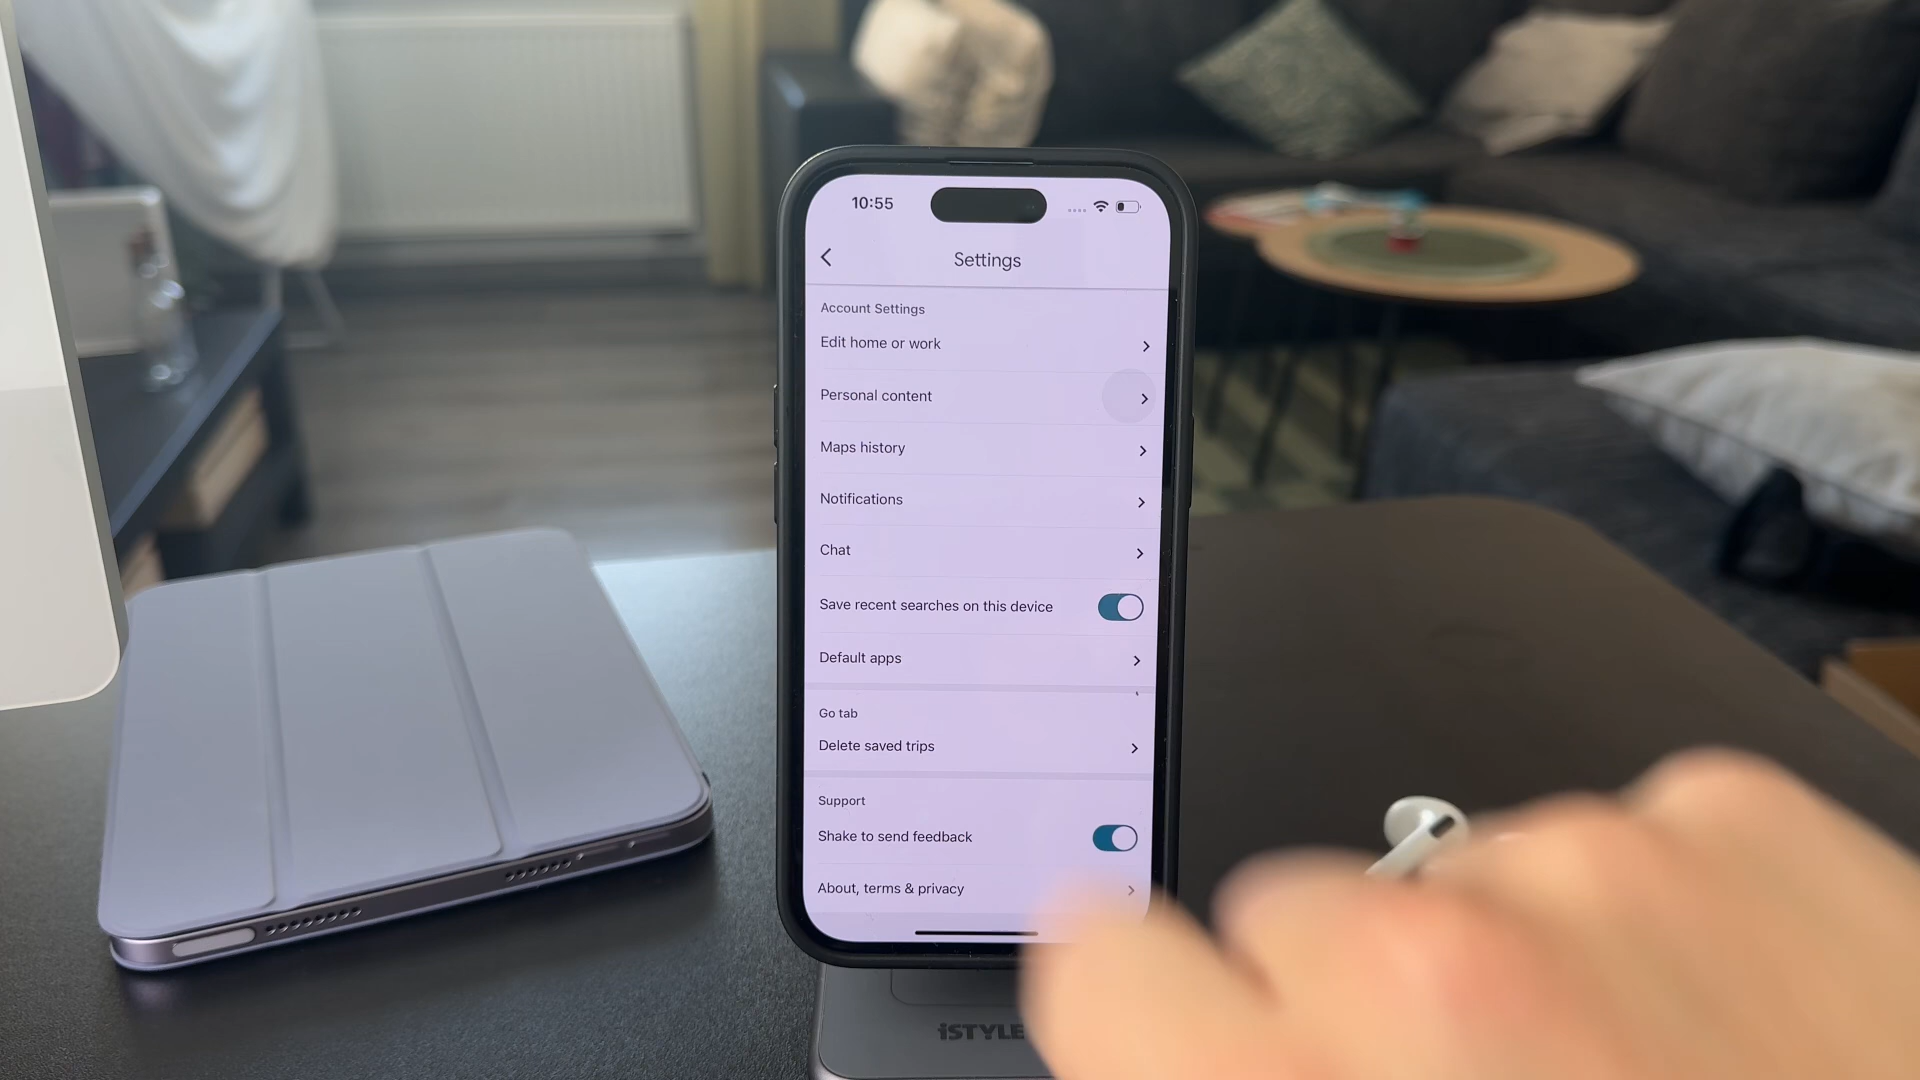 10:55
Settings
Account Settings
Edit home or work
Personal content
Maps history
Notifications
Chat
Save recent searches on this device
Default apps
Go tab
Delete saved trips
Support
Shake to send feedback
About, terms & privacy
iSTYLE